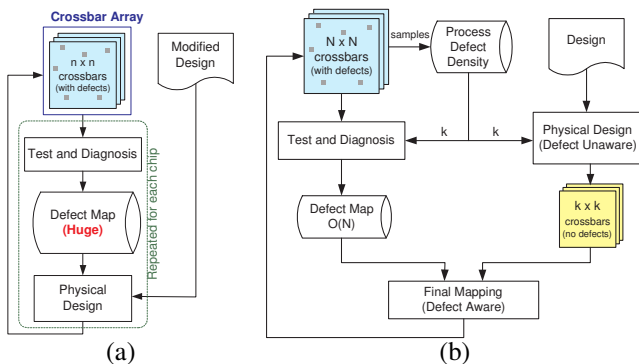 Crossbar Array
n x n
crossbars
(with defects)
Modified
Design
Test and Diagnosis
Defect Map
(Huge)
Physical
Design
Repeated for each chip
(a)
N x N
crossbars
(with defects)
samples
Process
Defect
Density
Design
Test and Diagnosis
k
k
Physical Design
(Defect Unaware)
Defect Map
O(N)
k x k
crossbars
(no defects)
Final Mapping
(Defect Aware)
(b)